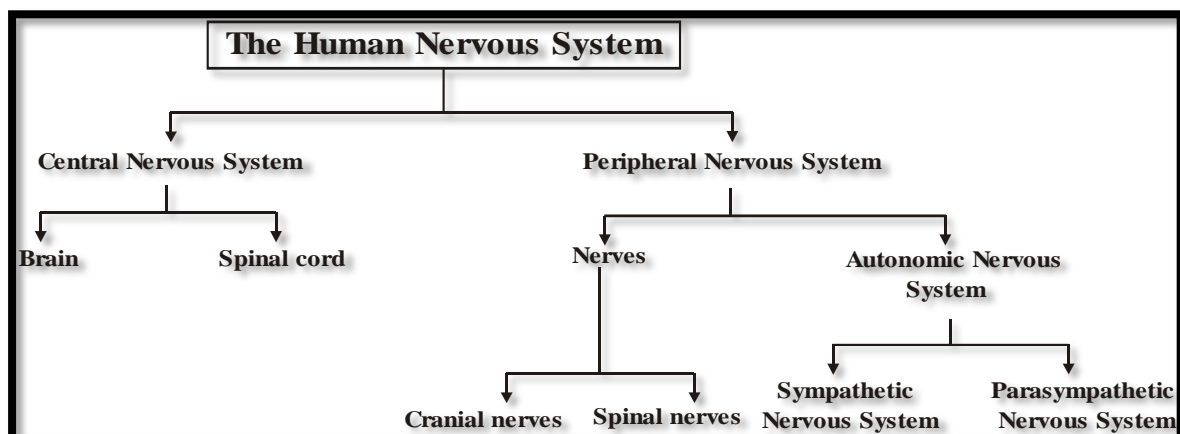 The Human Nervous System
Central Nervous System
Peripheral Nervous System
Brain
Spinal cord
Nerves
Autonomic Nervous
System
Cranial nerves
Spinal nerves
Sympathetic
Nervous System
Parasympathetic
Nervous System